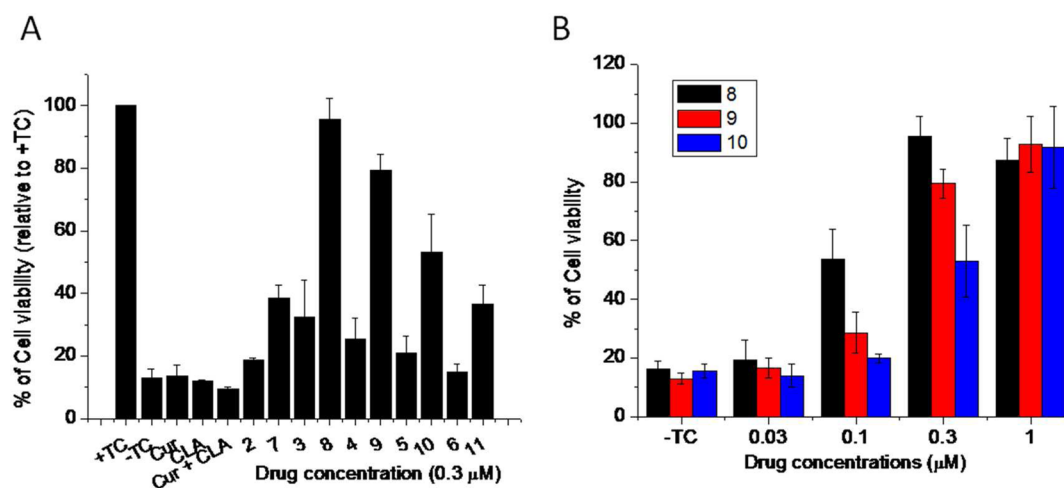 A
% of Cell viability (relative to +TC)
100
80
60
40
20
0
+TC
-TC
Cur
CLA
Cur + CLA
2
7
3
8
4
9
5
10
6
11
Drug concentration (0.3 μM)
B
% of Cell viability
120
100
80
60
40
20
0
8
9
10
-TC
0.03
0.1
0.3
1
Drug concentrations (μM)